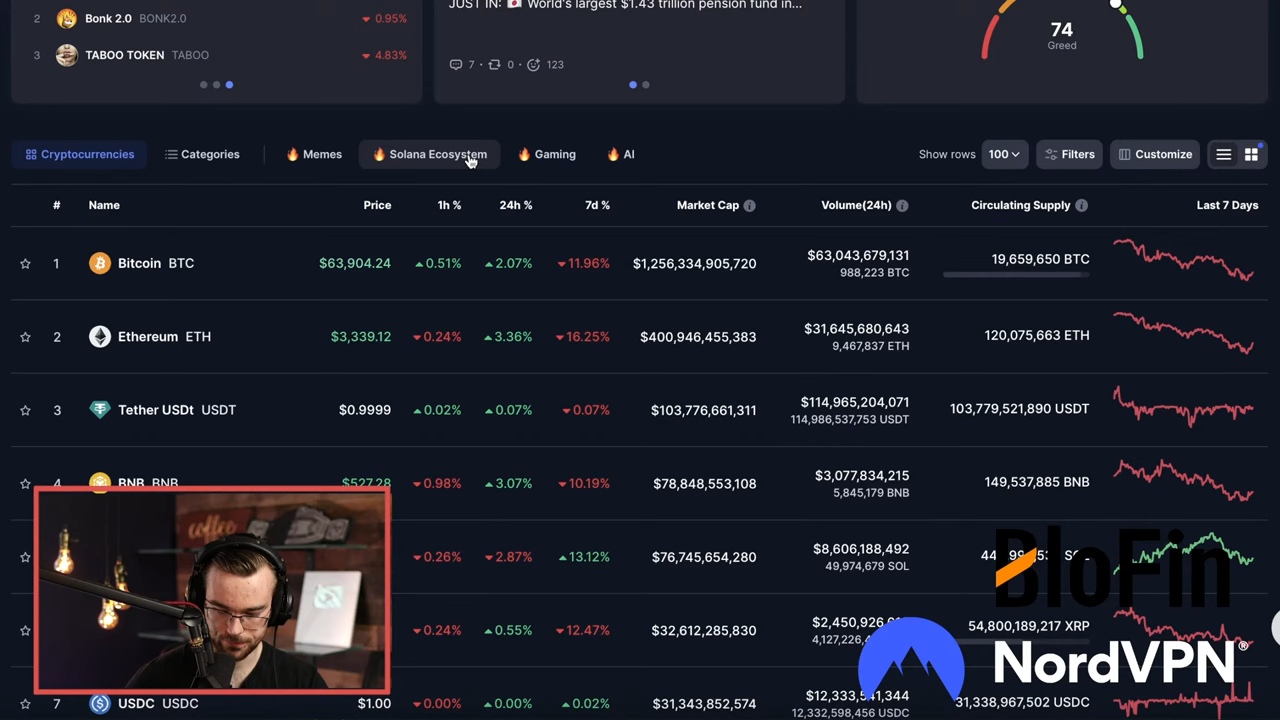 2 Bonk 2.0 BONK2.0 0.95%
3 TABOO TOKEN TABOO 4.83%
JUST IN: World's largest $1.43 trillion pension fund in...
7 · 0 · 123
74
Greed
Cryptocurrencies Categories Memes Solana Ecosystem Gaming AI Show rows 100 Filters Customize
# Name Price 1h % 24h % 7d % Market Cap Volume(24h) Circulating Supply Last 7 Days
1 Bitcoin BTC $63,904.24 0.51% 2.07% 11.96% $1,256,334,905,720 $63,043,679,131 19,659,650 BTC
988,223 BTC
2 Ethereum ETH $3,339.12 0.24% 3.36% 16.25% $400,946,455,383 $31,645,680,643 120,075,663 ETH
9,467,837 ETH
3 Tether USDt USDT $0.9999 0.02% 0.07% 0.07% $103,776,661,311 $114,965,204,071 103,779,521,890 USDT
114,986,537,753 USDT
4 BNB BNB $527.28 0.98% 3.07% 10.19% $78,848,553,108 $3,077,834,215 149,537,885 BNB
5,845,179 BNB
0.26% 2.87% 13.12% $76,745,654,280 $8,606,188,492 SOL
49,974,679 SOL
BloFin
0.24% 0.55% 12.47% $32,612,285,830 54,800,189,217 XRP
coffee
NordVPN®
7 USDC USDC $1.00 0.00% 0.00% 0.02% $31,343,852,574 $12,333,541,344 31,338,967,502 USDC
12,332,598,456 USDC